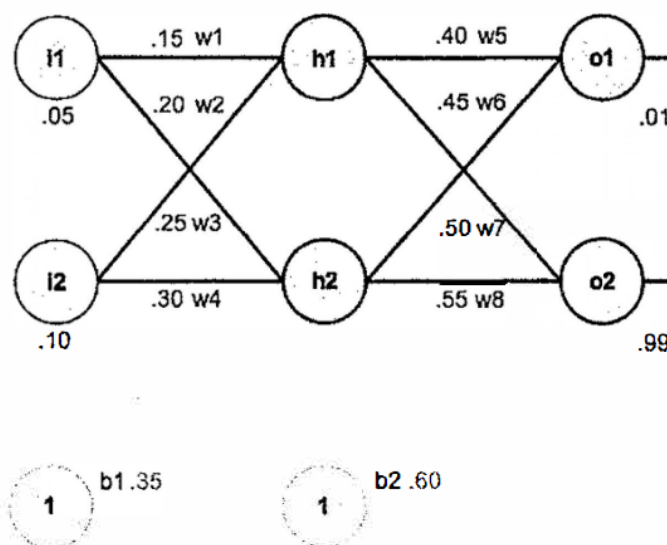 i1
.15 w1
h1
.40 w5
o1
.05
.20 w2
.45 w6
.01
.25 w3
.50 w7
i2
.30 w4
h2
.55 w8
o2
.10
.99
1
b1 .35
1
b2 .60